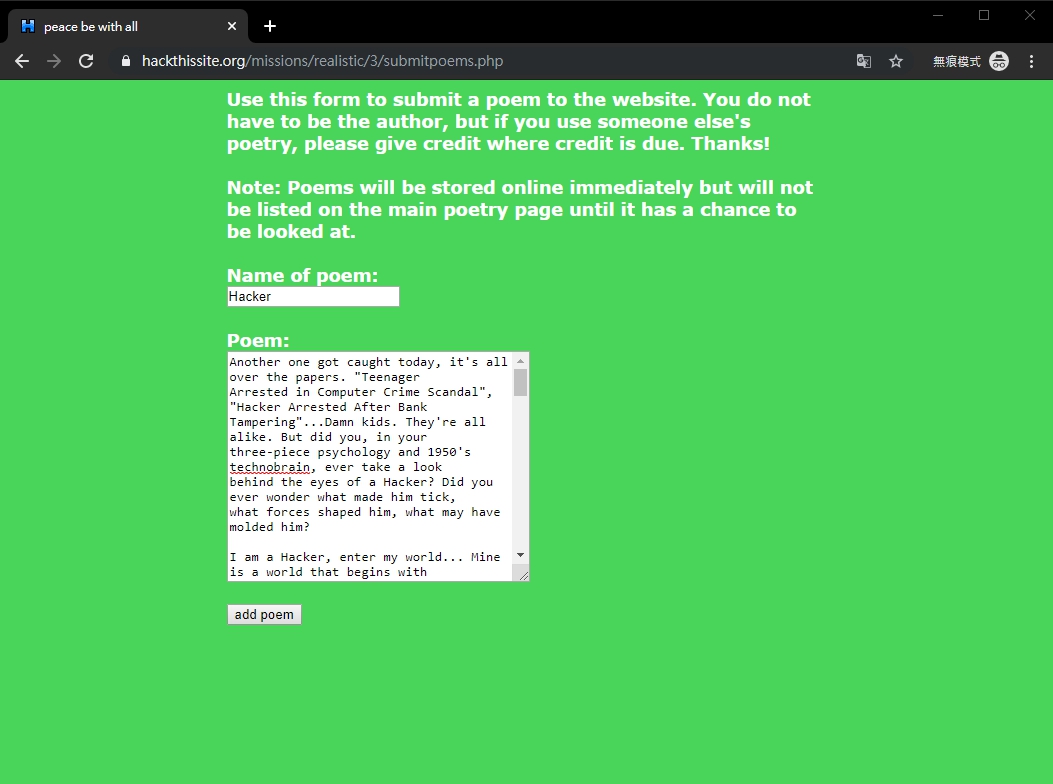 peace be with all
hackthissite.org/missions/realistic/3/submitpoems.php
無痕模式
Use this form to submit a poem to the website. You do not
have to be the author, but if you use someone else's
poetry, please give credit where credit is due. Thanks!
Note: Poems will be stored online immediately but will not
be listed on the main poetry page until it has a chance to
be looked at.
Name of poem:
Hacker
Poem:
Another one got caught today, it's all
over the papers. "Teenager
Arrested in Computer Crime Scandal",
"Hacker Arrested After Bank
Tampering"...Damn kids. They're all
alike. But did you, in your
three-piece psychology and 1950's
technobrain, ever take a look
behind the eyes of a Hacker? Did you
ever wonder what made him tick,
what forces shaped him, what may have
molded him?
I am a Hacker, enter my world... Mine
is a world that begins with
add poem